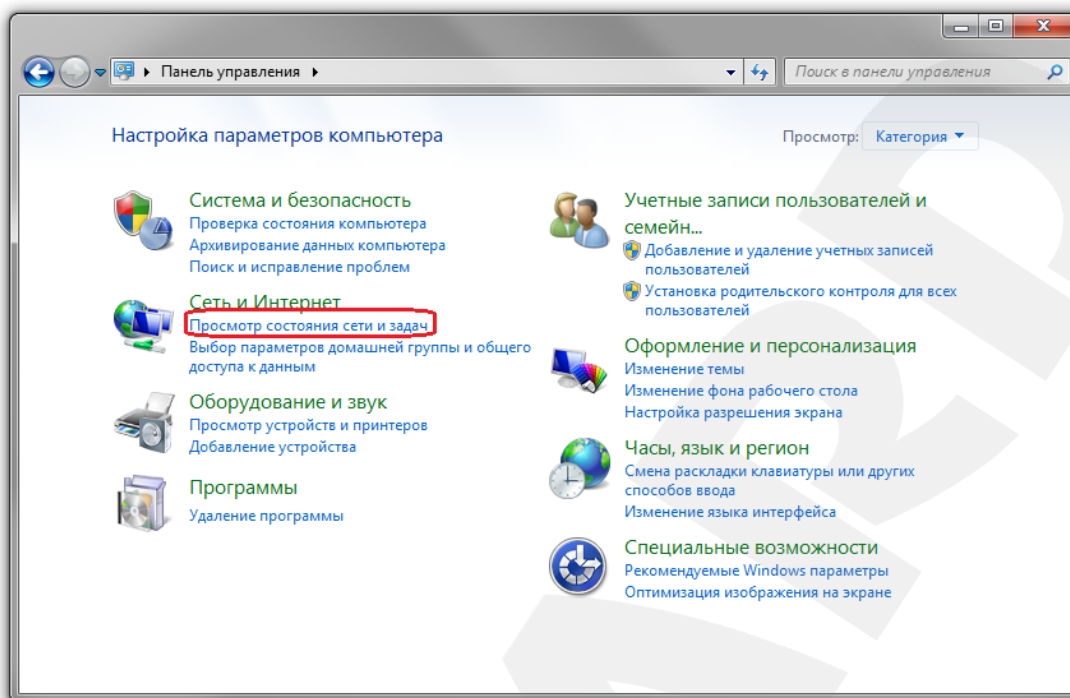 Панель управления
Поиск в панели управления
Настройка параметров компьютера
Просмотр: Категория
Система и безопасность
Проверка состояния компьютера
Архивирование данных компьютера
Поиск и исправление проблем
Сеть и Интернет
Просмотр состояния сети и задач
Выбор параметров домашней группы и общего
доступа к данным
Оборудование и звук
Просмотр устройств и принтеров
Добавление устройства
Программы
Удаление программы
Учетные записи пользователей и
семейн...
Добавление и удаление учетных записей
пользователей
Установка родительского контроля для всех
пользователей
Оформление и персонализация
Изменение темы
Изменение фона рабочего стола
Настройка разрешения экрана
Часы, язык и регион
Смена раскладки клавиатуры или других
способов ввода
Изменение языка интерфейса
Специальные возможности
Рекомендуемые Windows параметры
Оптимизация изображения на экране